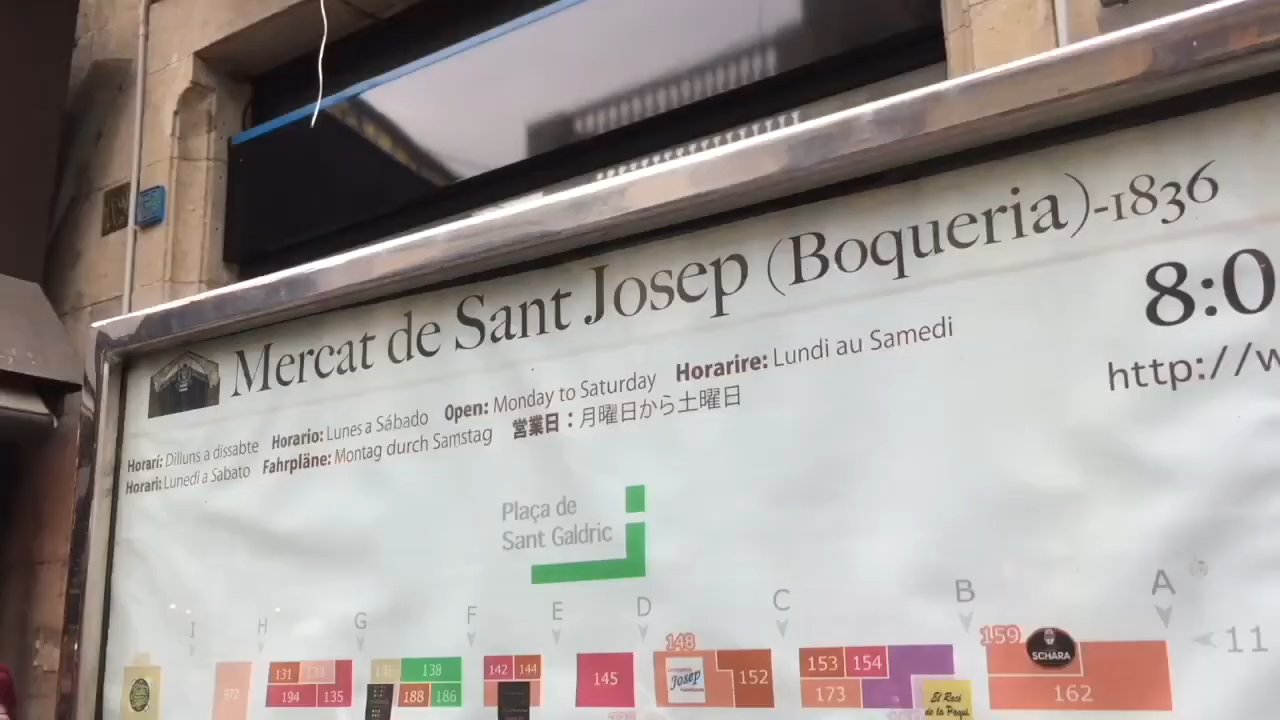 Mercat de Sant Josep (Boqueria)-1836
8:0
http://w
Horari: Dilluns a dissabte Horario: Lunes a Sábado Open: Monday to Saturday Horarire: Lundi au Samedi
Horari: Lunedi a Sabato Fahrpläne: Montag durch Samstag 営業日：月曜日から土曜日
Plaça de
Sant Galdric
I H G F E D C B A
11
131 138 142 144 148 153 154 159 SCHARA
194 135 188 186 145 Josep 152 173 162
972
El Racó
de la Paqui